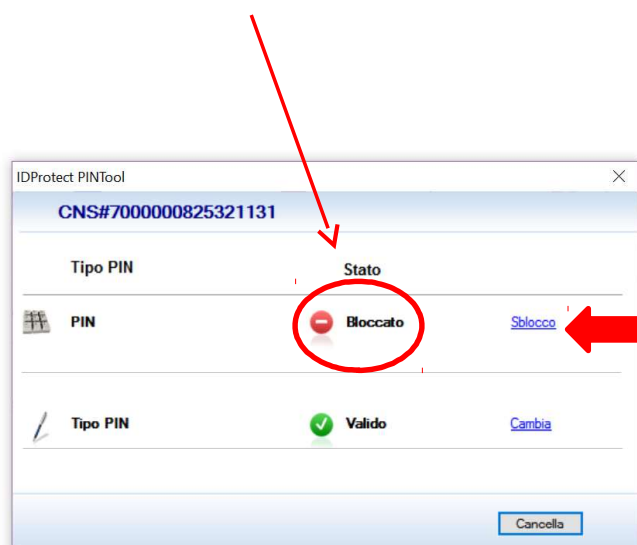 IDProtect PINTool
CNS#7000000825321131
Tipo PIN Stato
PIN Bloccato Sblocco
Tipo PIN Valido Cambia
Cancella